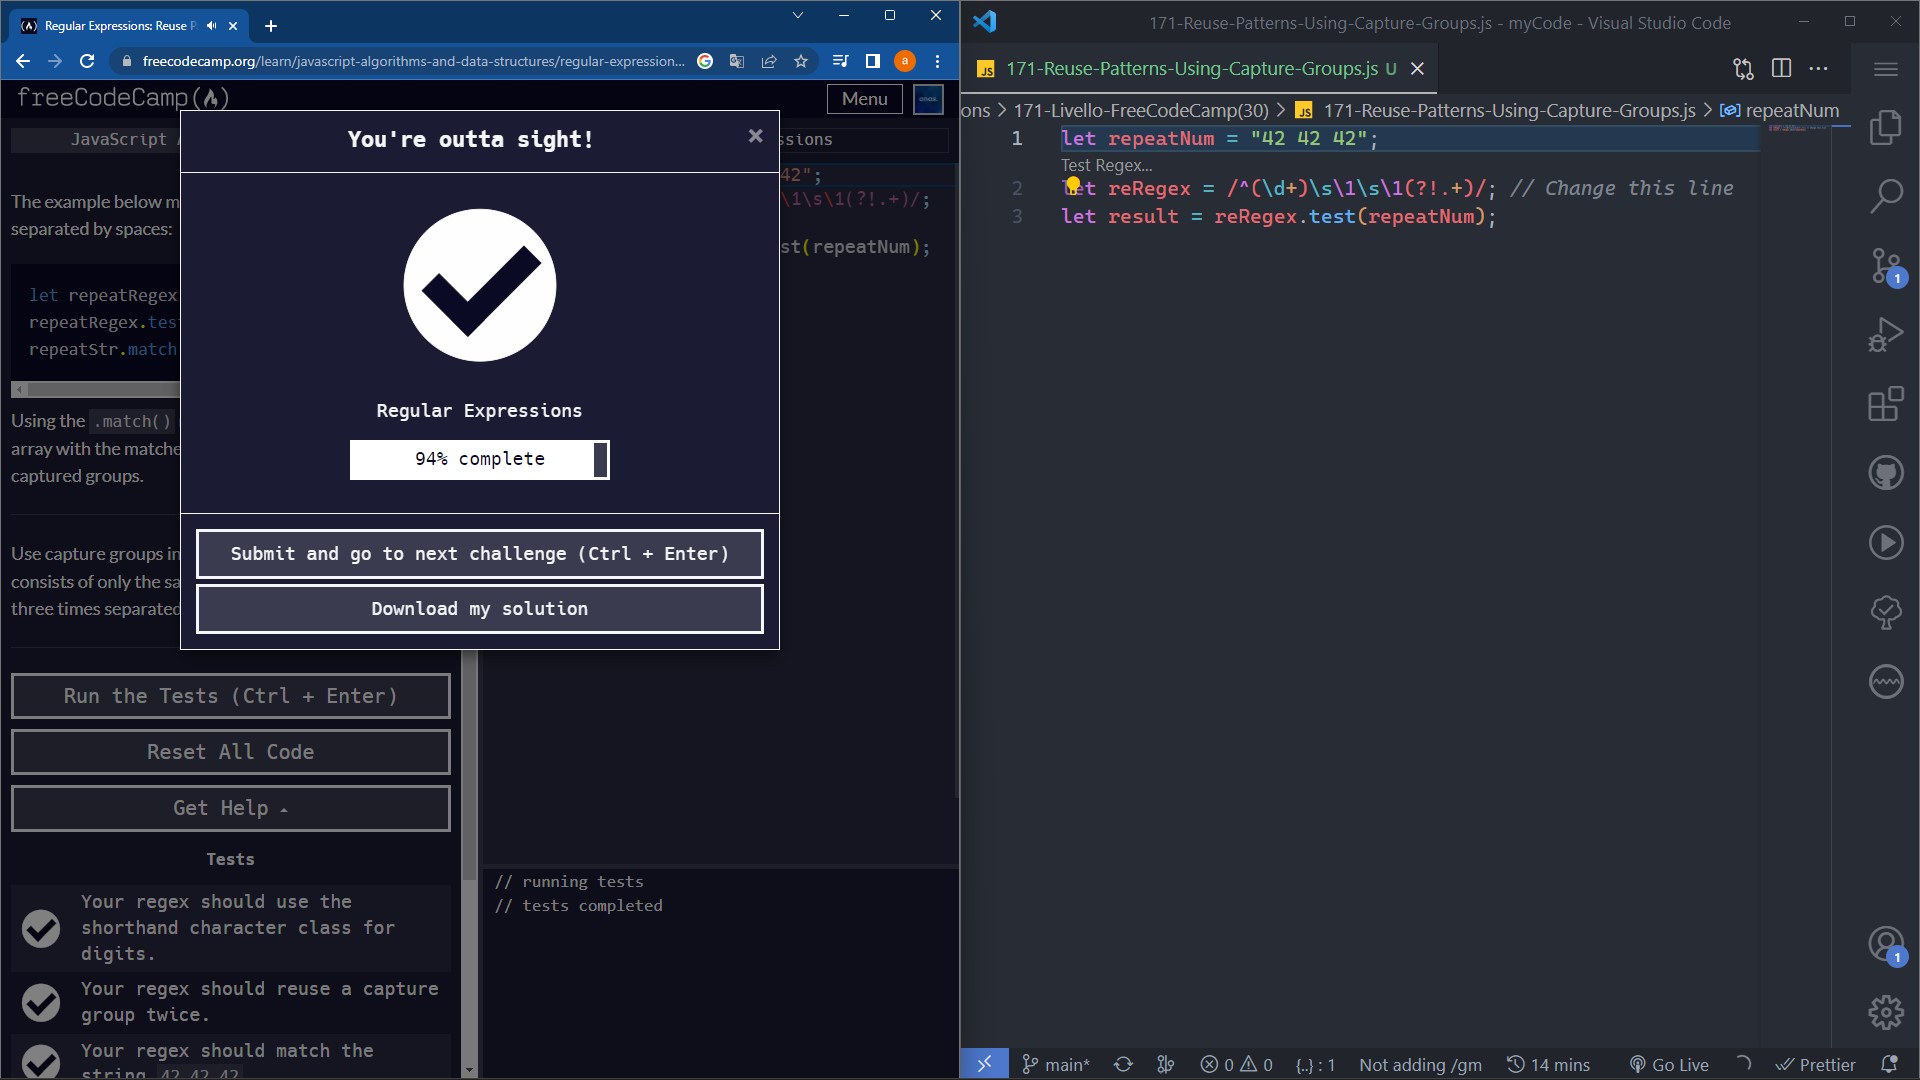 Regular Expressions: Reuse P
freecodecamp.org/learn/javascript-algorithms-and-data-structures/regular-expression...
a
freeCodeCamp
Menu
JavaScript
ssions
The example below m
separated by spaces:
let repeatRegex
repeatRegex.tes
repeatStr.match
Using the .match()
array with the matche
captured groups.
Use capture groups in
consists of only the sa
three times separated
42";
\1\s\1(?!.+)/;
st(repeatNum);
You're outta sight!
Regular Expressions
94% complete
Submit and go to next challenge (Ctrl + Enter)
Download my solution
Run the Tests (Ctrl + Enter)
Reset All Code
Get Help
Tests
Your regex should use the
shorthand character class for
digits.
Your regex should reuse a capture
group twice.
Your regex should match the
string 42 42 42
// running tests
// tests completed
171-Reuse-Patterns-Using-Capture-Groups.js - myCode - Visual Studio Code
JS 171-Reuse-Patterns-Using-Capture-Groups.js U
ons > 171-Livello-FreeCodeCamp(30) > JS 171-Reuse-Patterns-Using-Capture-Groups.js > repeatNum
1 let repeatNum = "42 42 42";
Test Regex...
2 let reRegex = /^(\d+)\s\1\s\1(?!.+)/; // Change this line
3 let result = reRegex.test(repeatNum);
1
1
main*
0 0
{..} : 1
Not adding /gm
14 mins
Go Live
Prettier